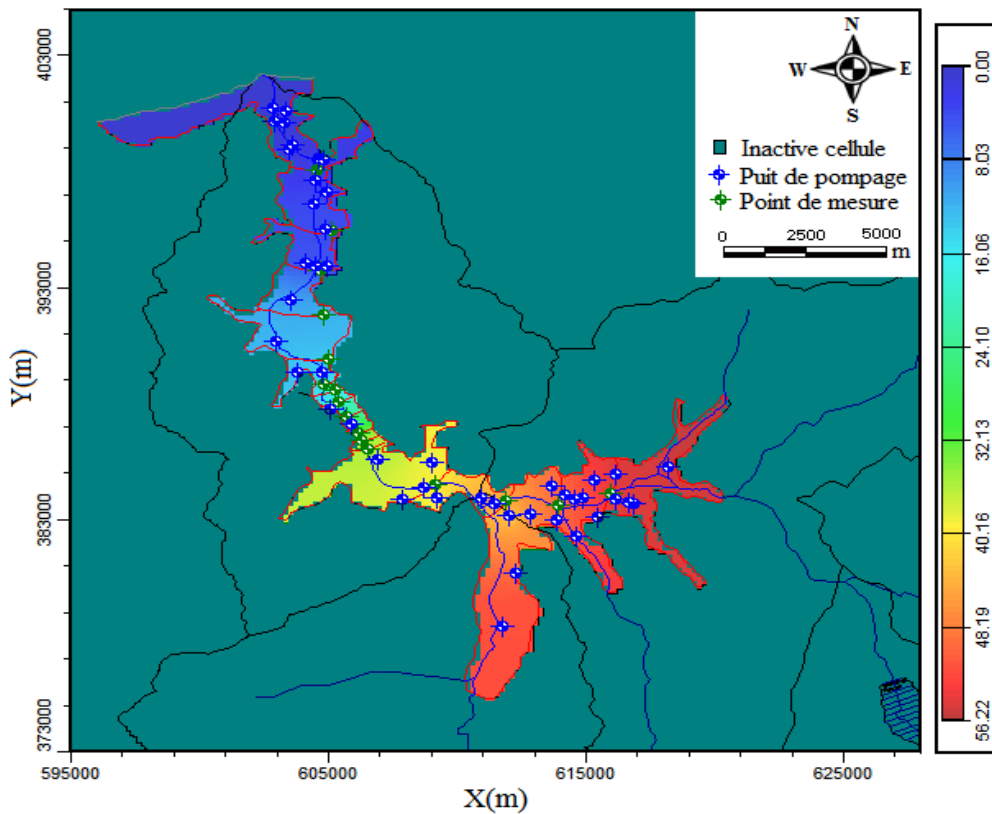 N
W E
S
Inactive cellule
Puit de pompage
Point de mesure
0 2500 5000
m
403000
393000
383000
373000
Y(m)
595000 605000 615000 625000
X(m)
0.00
8.03
16.06
24.10
32.13
40.16
48.19
56.22